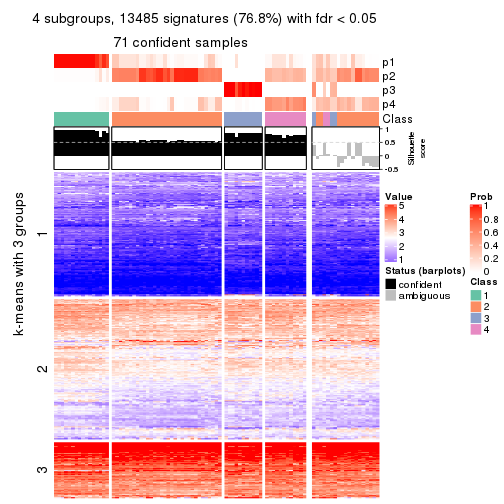 4 subgroups, 13485 signatures (76.8%) with fdr < 0.05
71 confident samples
p1
p2
p3
p4
Class
1
0.5
0
-0.5
Silhouette
score
k-means with 3 groups
1
2
3
Value
5
4
3
2
1
Status (barplots)
confident
ambiguous
Prob
1
0.8
0.6
0.4
0.2
0
Class
1
2
3
4